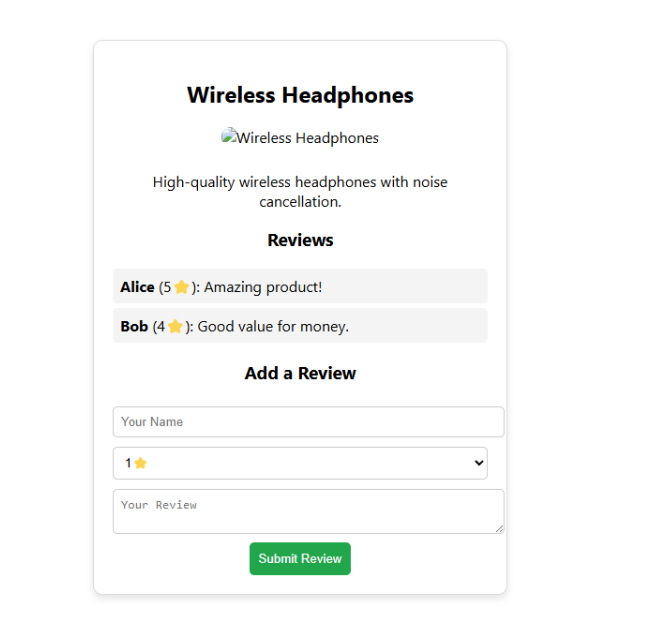 Wireless Headphones
Wireless Headphones
High-quality wireless headphones with noise
cancellation.
Reviews
Alice (5⭐): Amazing product!
Bob (4⭐): Good value for money.
Add a Review
Your Name
1⭐
Your Review
Submit Review